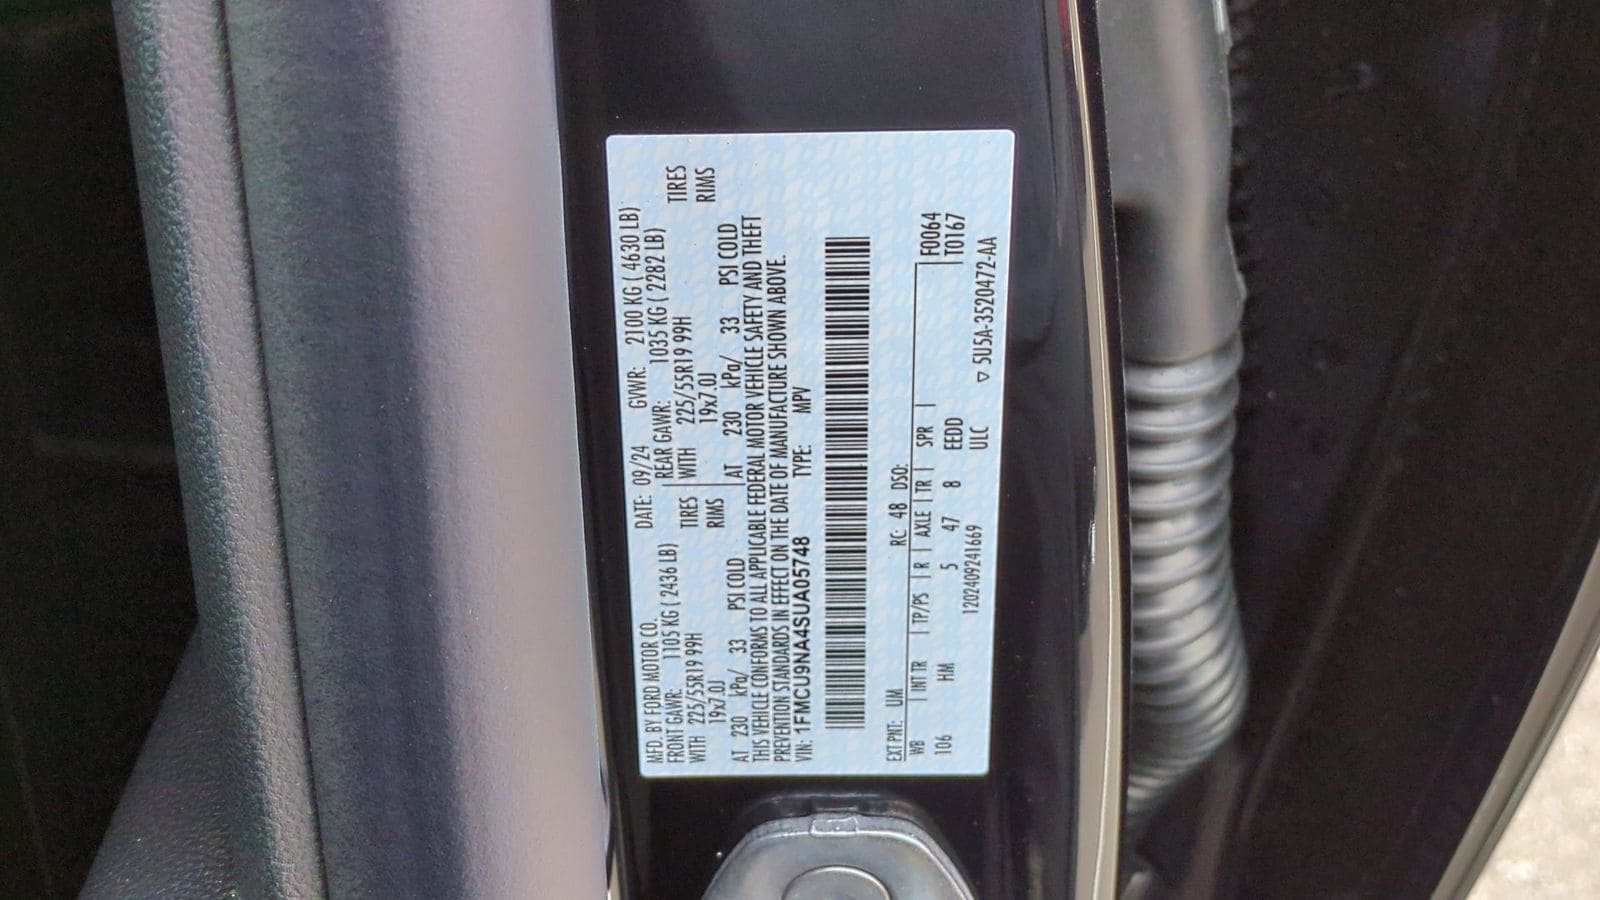 MFD. BY FORD MOTOR CO. DATE: 09/24 GVWR: 2100 KG ( 4630 LB)
FRONT GAWR: 1105 KG ( 2436 LB) REAR GAWR: 1035 KG ( 2282 LB)
WITH 225/55R19 99H TIRES WITH 225/55R19 99H TIRES
19x7.0J RIMS 19x7.0J RIMS
AT 230 kPa/ 33 PSI COLD AT 230 kPa/ 33 PSI COLD
THIS VEHICLE CONFORMS TO ALL APPLICABLE FEDERAL MOTOR VEHICLE SAFETY AND THEFT
PREVENTION STANDARDS IN EFFECT ON THE DATE OF MANUFACTURE SHOWN ABOVE.
VIN: 1FMCU9NA4SUA05748 TYPE: MPV
EXT PNT: UM RC: 48 DSO:
WB INT TR TP/PS R AXLE TR SPR F0064
106 HM 5 47 8 EEDD T0167
120240924​1669 ULC ▽ 5U5A-3520472-AA